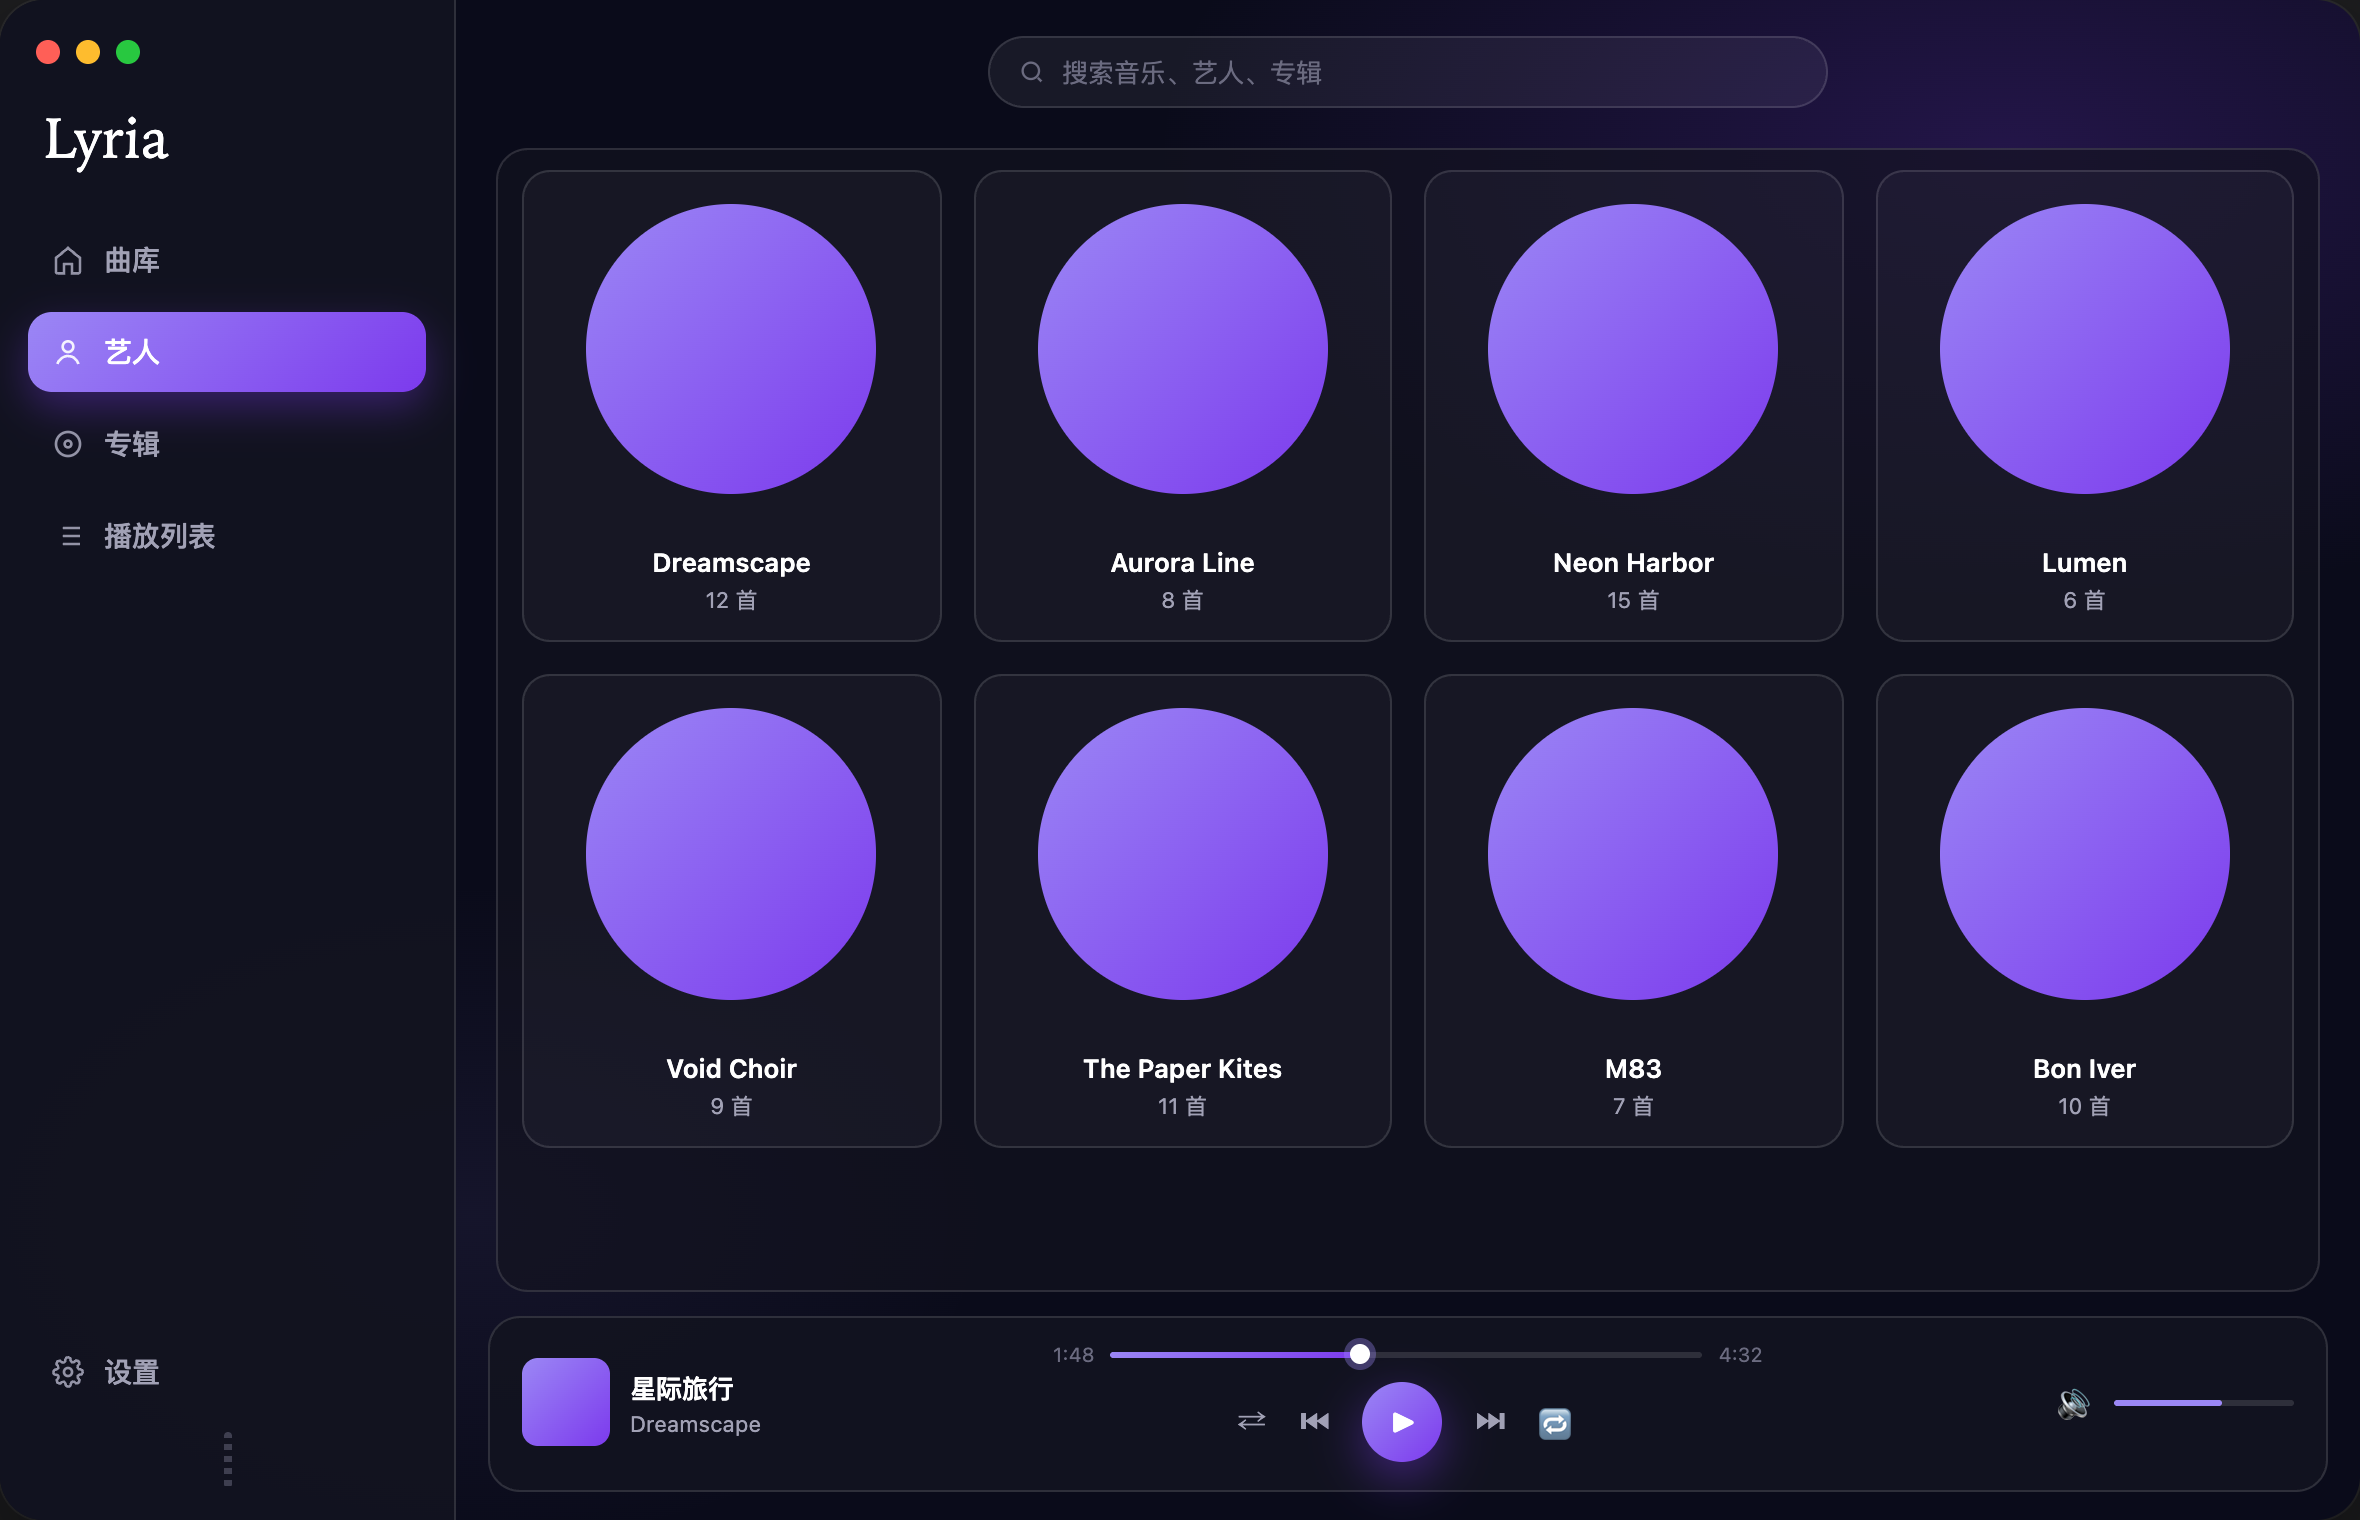 Lyria
曲库
艺人
专辑
播放列表
设置
搜索音乐、艺人、专辑
Dreamscape
12 首
Aurora Line
8 首
Neon Harbor
15 首
Lumen
6 首
Void Choir
9 首
The Paper Kites
11 首
M83
7 首
Bon Iver
10 首
星际旅行
Dreamscape
1:48
4:32